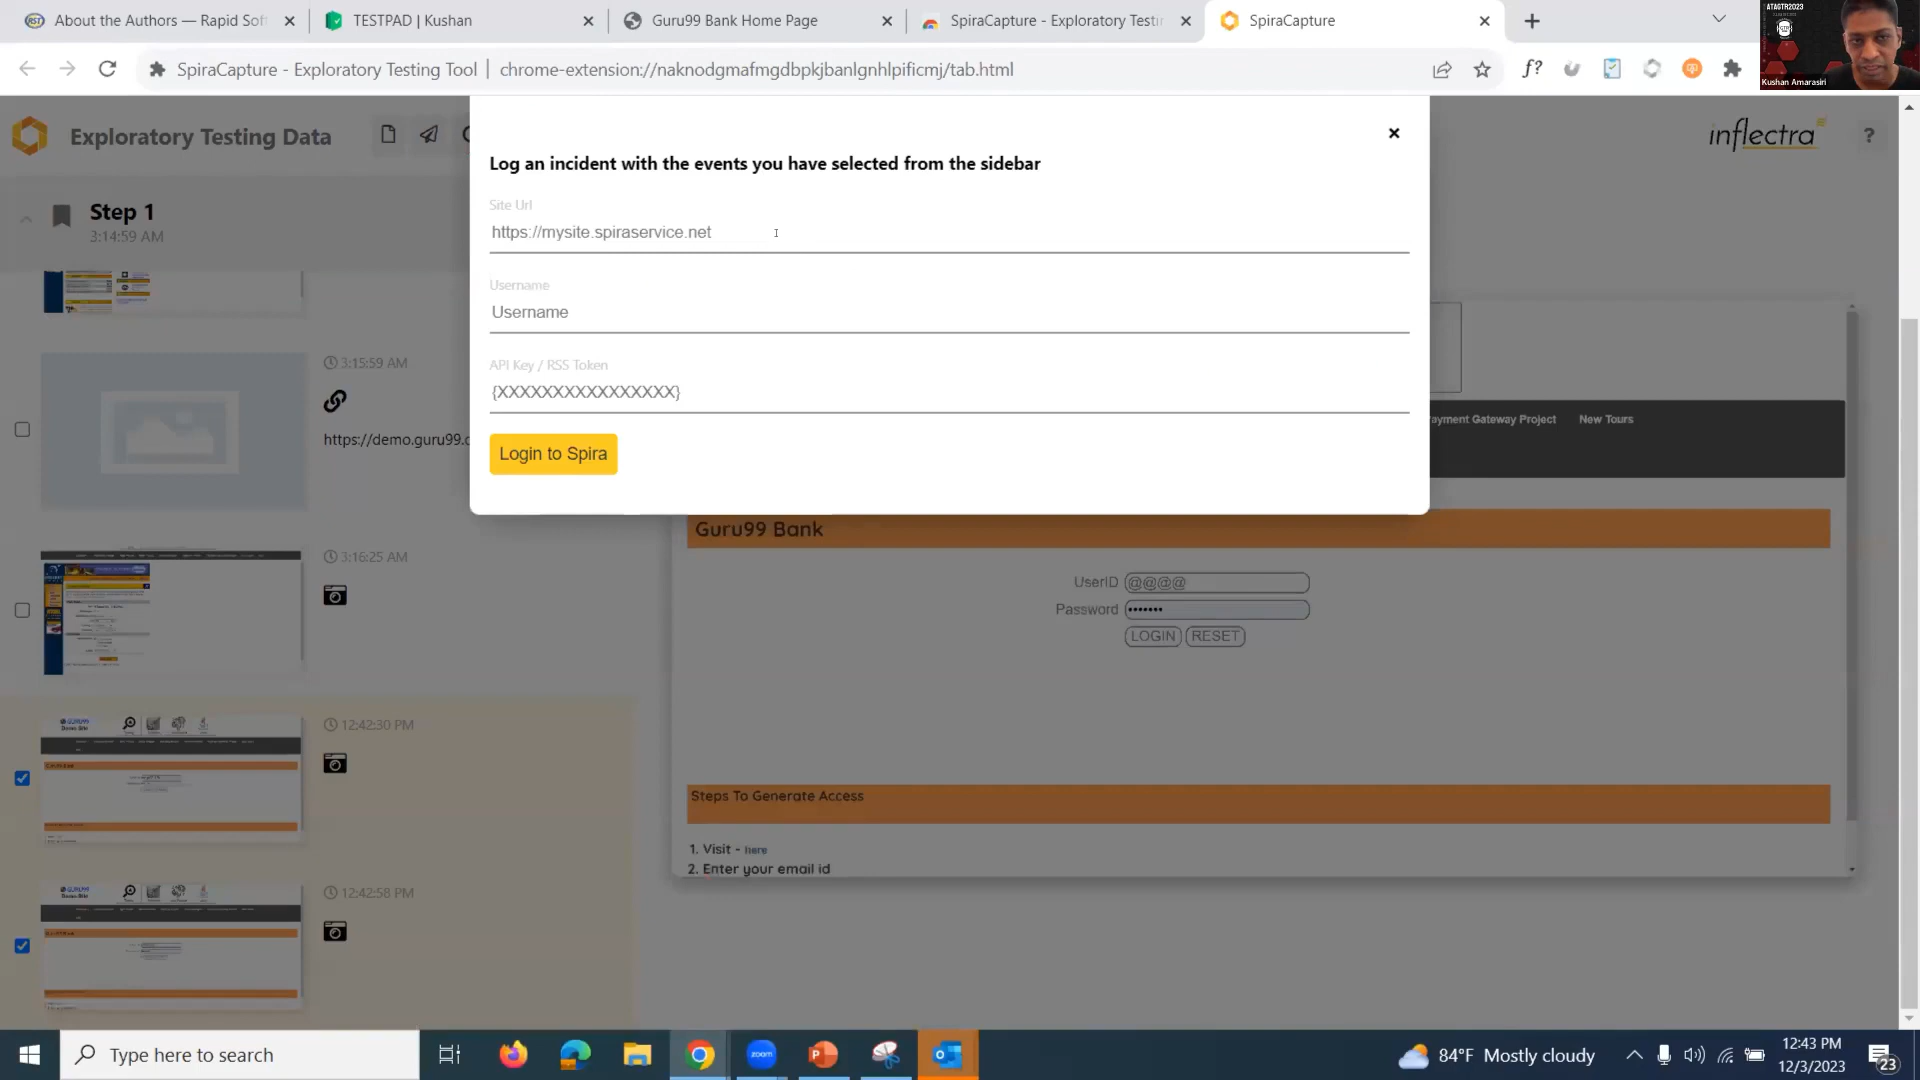 About the Authors — Rapid Soft
TESTPAD | Kushan
Guru99 Bank Home Page
SpiraCapture - Exploratory Testi
SpiraCapture
SpiraCapture - Exploratory Testing Tool | chrome-extension://naknodgmafmgdbpkjbanlgnhlpificmj/tab.html
f?
ATAGTR2023
Kushan Amarasiri
Exploratory Testing Data
inflectra
?
Log an incident with the events you have selected from the sidebar
Site Url
https://mysite.spiraservice.net
Username
Username
API Key / RSS Token
{XXXXXXXXXXXXXXXX}
Login to Spira
Step 1
3:14:59 AM
3:15:59 AM
https://demo.guru99.c
3:16:25 AM
12:42:30 PM
12:42:58 PM
ayment Gateway Project
New Tours
Guru99 Bank
UserID @@@@
Password •••••••
LOGIN RESET
Steps To Generate Access
1. Visit - here
2. Enter your email id
Type here to search
zoom
84°F Mostly cloudy
12:43 PM
12/3/2023
23